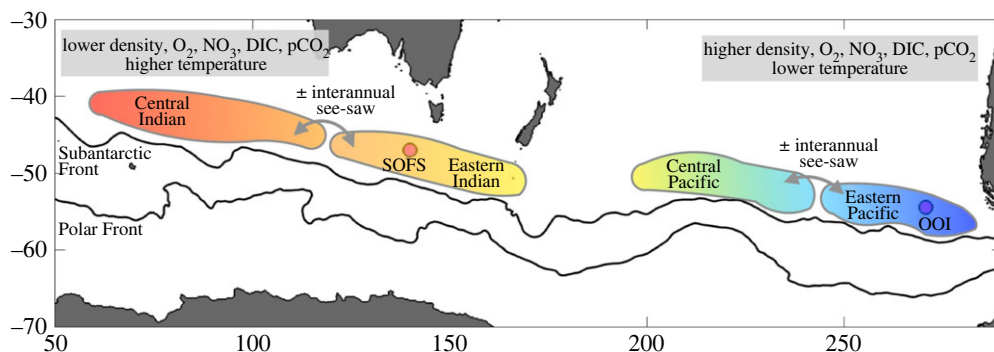 −30
−40
−50
−60
−70
lower density, O₂, NO₃, DIC, pCO₂
higher temperature
higher density, O₂, NO₃, DIC, pCO₂
lower temperature
± interannual
see-saw
Central
Indian
SOFS
Eastern
Indian
± interannual
see-saw
Central
Pacific
Eastern
Pacific
OOI
Subantarctic
Front
Polar Front
50
100
150
200
250